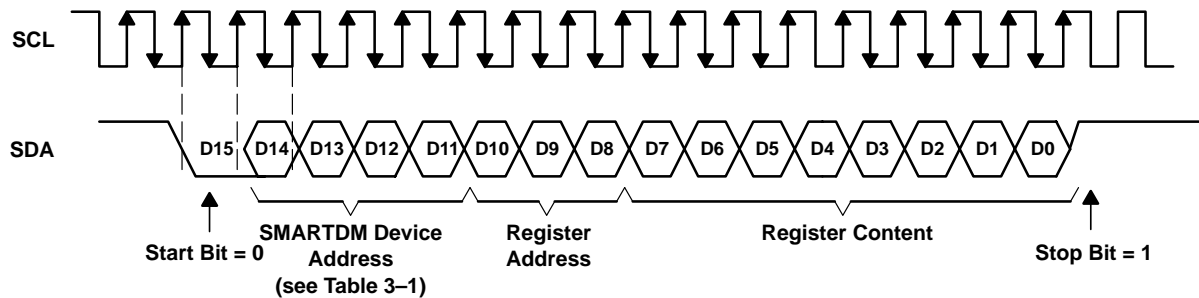 SCL
SDA
D15 D14 D13 D12 D11 D10 D9 D8 D7 D6 D5 D4 D3 D2 D1 D0
Start Bit = 0
SMARTDM Device
Address
(see Table 3–1)
Register
Address
Register Content
Stop Bit = 1